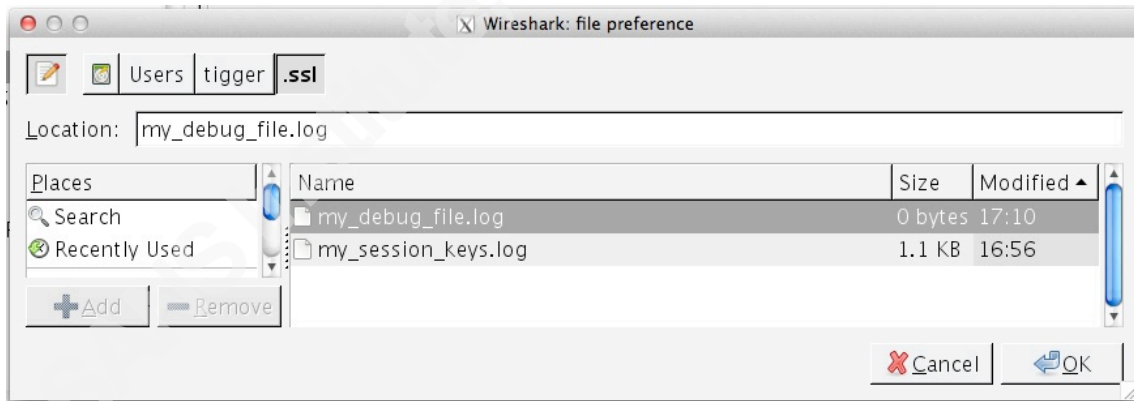 Wireshark: file preference
Users tigger .ssl
Location: my_debug_file.log
Places
Search
Recently Used
Add Remove
Name Size Modified
my_debug_file.log 0 bytes 17:10
my_session_keys.log 1.1 KB 16:56
Cancel OK